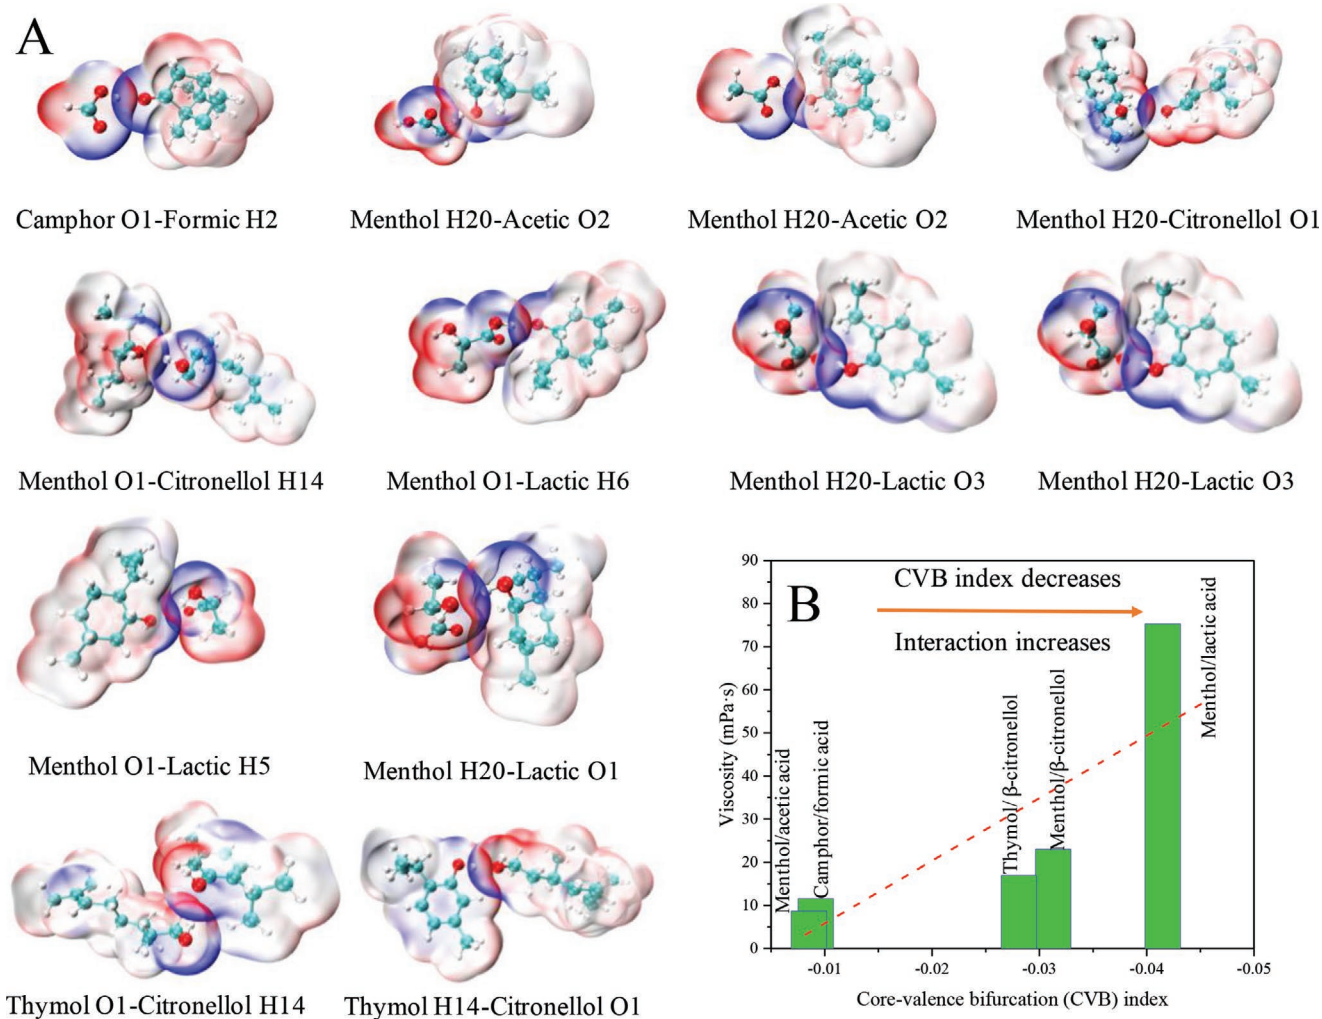 A
Camphor O1-Formic H2
Menthol H20-Acetic O2
Menthol H20-Acetic O2
Menthol H20-Citronellol O1
Menthol O1-Citronellol H14
Menthol O1-Lactic H6
Menthol H20-Lactic O3
Menthol H20-Lactic O3
Menthol O1-Lactic H5
Menthol H20-Lactic O1
Thymol O1-Citronellol H14
Thymol H14-Citronellol O1
B
CVB index decreases
Interaction increases
Viscosity (mPa·s)
90
80
70
60
50
40
30
20
10
0
Menthol/acetic acid
Camphor/formic acid
Thymol/ β-citronellol
Menthol/β-citronellol
Menthol/lactic acid
-0.01
-0.02
-0.03
-0.04
-0.05
Core-valence bifurcation (CVB) index